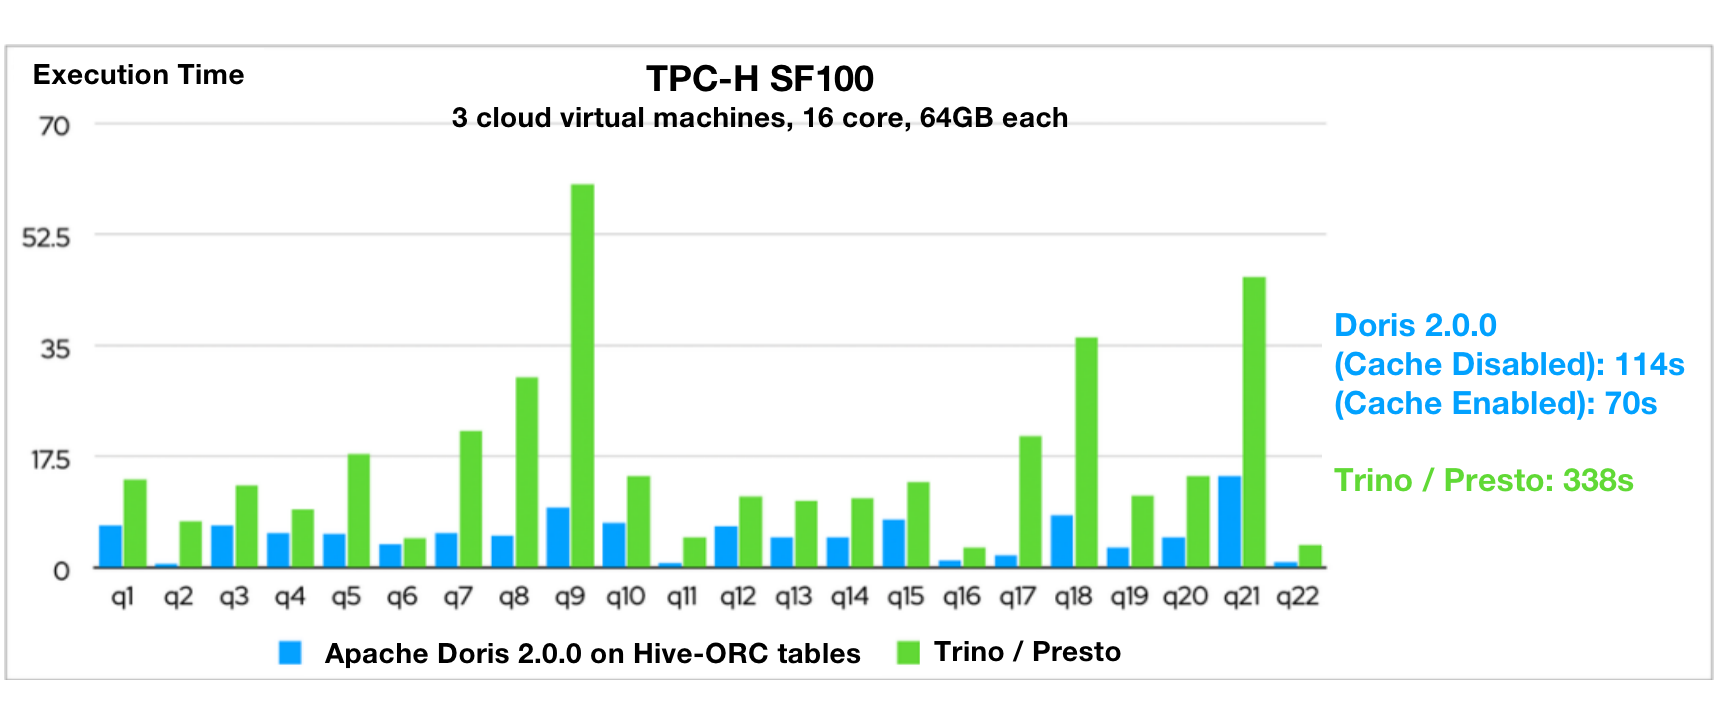 Execution Time
TPC-H SF100
3 cloud virtual machines, 16 core, 64GB each
70
52.5
35
17.5
0
q1 q2 q3 q4 q5 q6 q7 q8 q9 q10 q11 q12 q13 q14 q15 q16 q17 q18 q19 q20 q21 q22
Apache Doris 2.0.0 on Hive-ORC tables
Trino / Presto
Doris 2.0.0
(Cache Disabled): 114s
(Cache Enabled): 70s
Trino / Presto: 338s